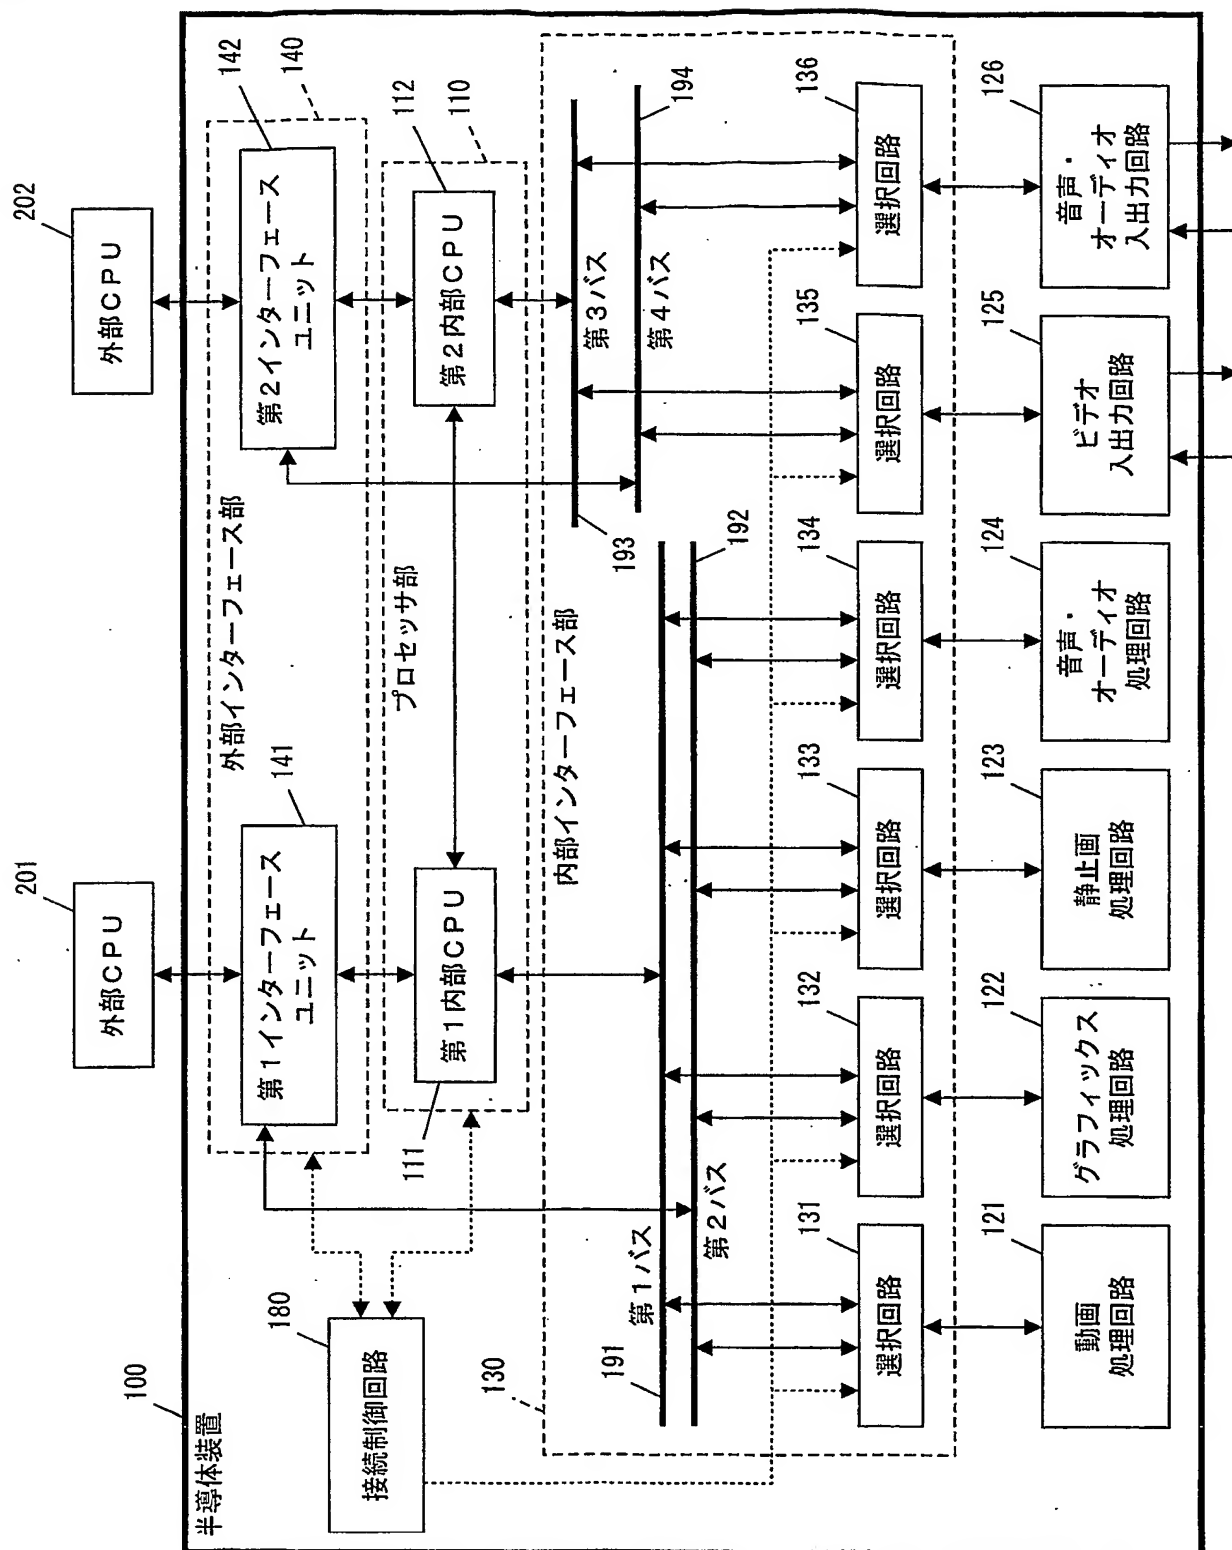 201
202
外部CPU
外部CPU
100
半導体装置
外部インターフェース部
142
140
141
第1インターフェース
ユニット
第2インターフェース
ユニット
180
接続制御回路
プロセッサ部
112
110
111
第1内部CPU
第2内部CPU
130
内部インターフェース部
193
第3バス
194
第4バス
191
第1バス
192
第2バス
131
132
133
134
135
136
選択回路
選択回路
選択回路
選択回路
選択回路
選択回路
121
122
123
124
125
126
動画
処理回路
グラフィックス
処理回路
静止画
処理回路
音声・
オーディオ
処理回路
ビデオ
入出力回路
音声・
オーディオ
入出力回路